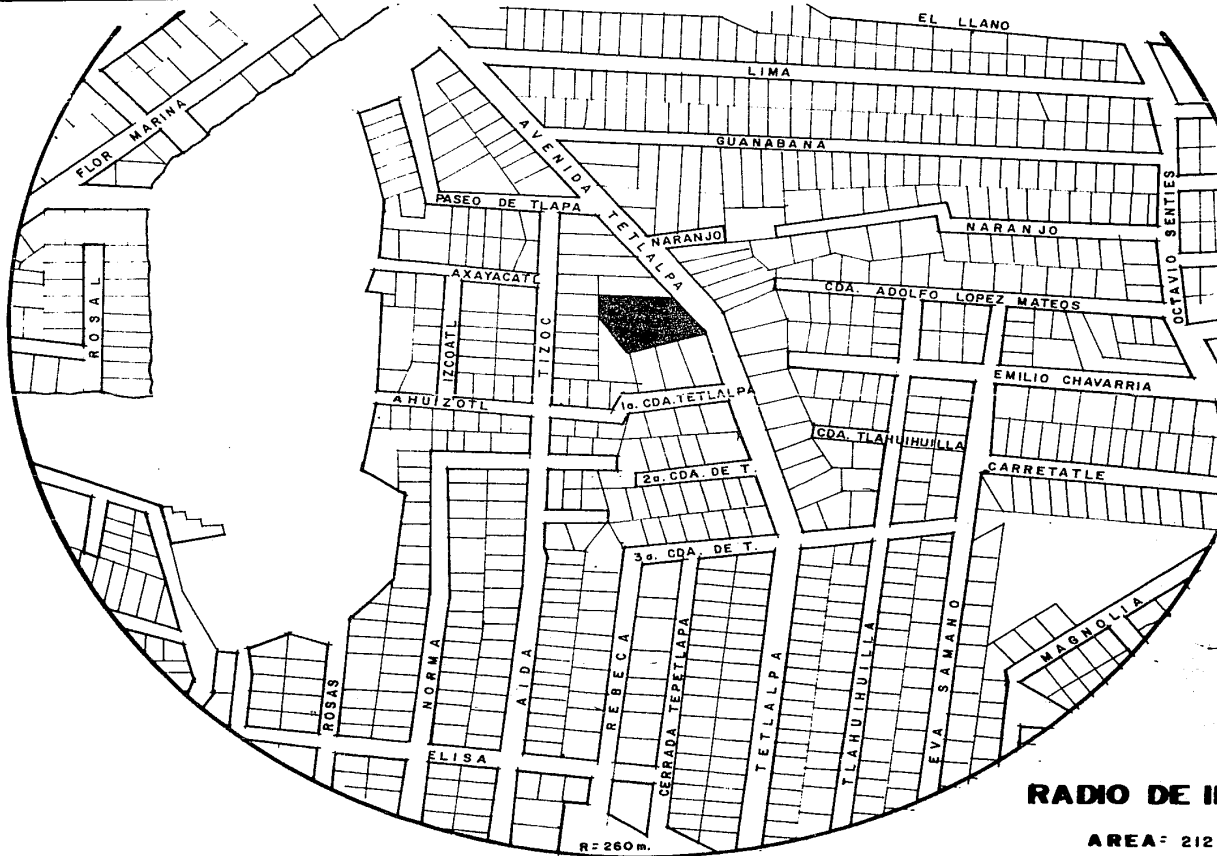 EL LLANO
LIMA
FLOR MARINA
AVENIDA TETLALPA
GUANABANA
OCTAVIO SENTIES
PASEO DE TLAPA
NARANJO
NARANJO
ROSAL
AXAYACATL
IZCOATL
TIZOC
CDA. ADOLFO LOPEZ MATEOS
EMILIO CHAVARRIA
AHUIZOTL
1a. CDA. TETLALPA
CDA. TLAHUIHUILLA
CARRETATLE
2a. CDA. DE T.
3a. CDA. DE T.
MAGNOLIA
ROSAS
NORMA
AIDA
REBECA
CERRADA TEPETLAPA
TETLALPA
TLAHUIHUILLA
EVA SAMANO
ELISA
RADIO DE
AREA= 212
R=260m.